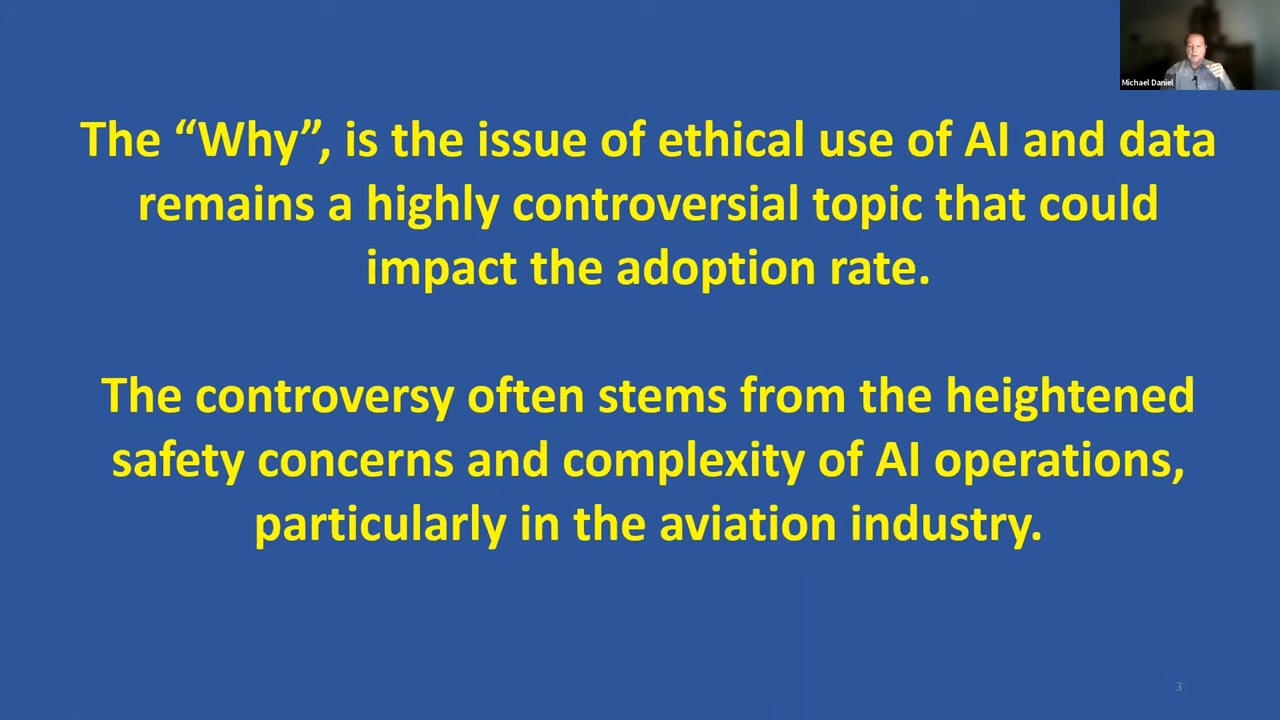 Michael Daniel
The “Why”, is the issue of ethical use of AI and data
remains a highly controversial topic that could
impact the adoption rate.
The controversy often stems from the heightened
safety concerns and complexity of AI operations,
particularly in the aviation industry.
3